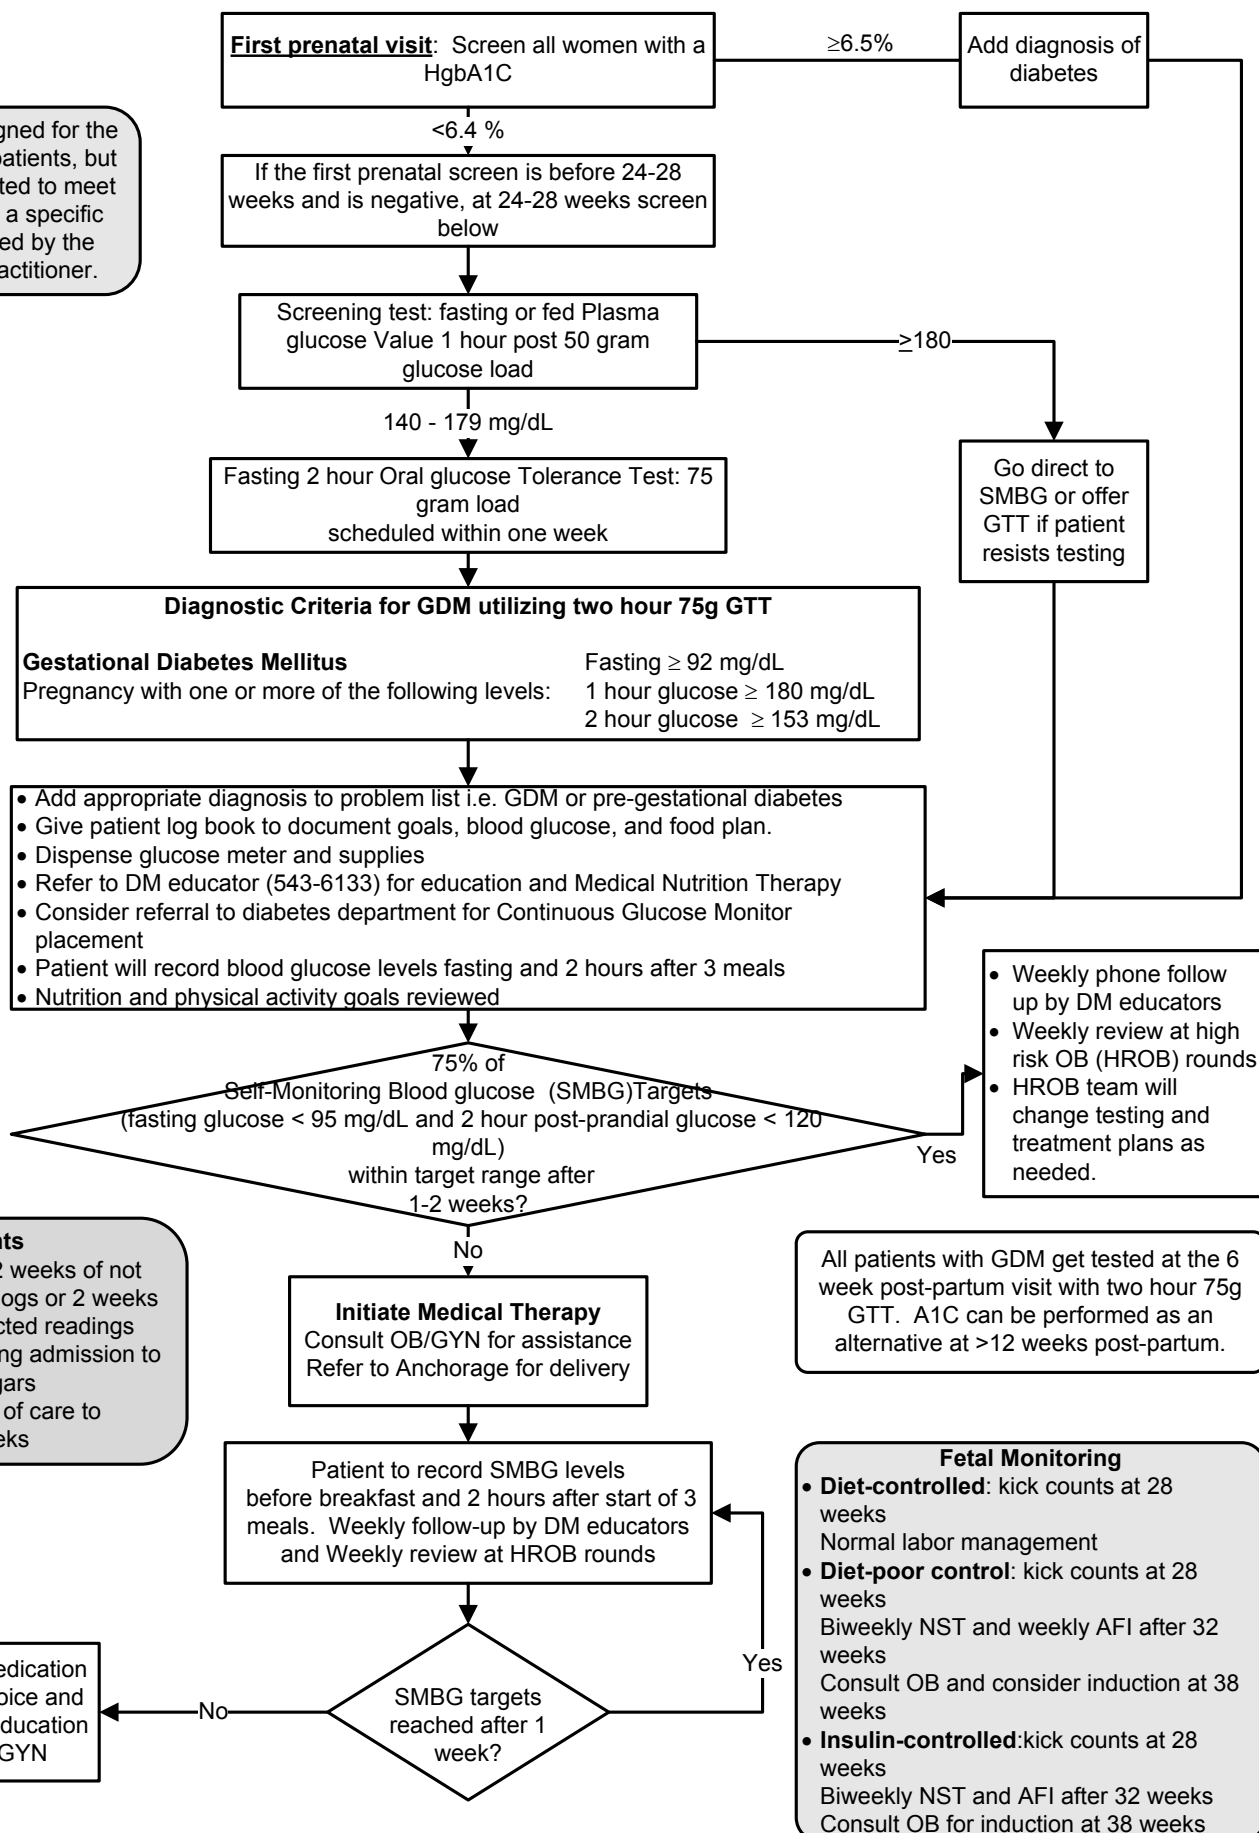 First prenatal visit: Screen all women with a
HgbA1C
≥6.5%
Add diagnosis of
diabetes
<6.4 %
gned for the
patients, but
ted to meet
a specific
ed by the
actitioner.
If the first prenatal screen is before 24-28
weeks and is negative, at 24-28 weeks screen
below
Screening test: fasting or fed Plasma
glucose Value 1 hour post 50 gram
glucose load
≥180
140 - 179 mg/dL
Go direct to
SMBG or offer
GTT if patient
resists testing
Fasting 2 hour Oral glucose Tolerance Test: 75
gram load
scheduled within one week
Diagnostic Criteria for GDM utilizing two hour 75g GTT
Gestational Diabetes Mellitus Fasting ≥ 92 mg/dL
Pregnancy with one or more of the following levels: 1 hour glucose ≥ 180 mg/dL
2 hour glucose ≥ 153 mg/dL
• Add appropriate diagnosis to problem list i.e. GDM or pre-gestational diabetes
• Give patient log book to document goals, blood glucose, and food plan.
• Dispense glucose meter and supplies
• Refer to DM educator (543-6133) for education and Medical Nutrition Therapy
• Consider referral to diabetes department for Continuous Glucose Monitor
placement
• Patient will record blood glucose levels fasting and 2 hours after 3 meals
• Nutrition and physical activity goals reviewed
75% of
Self-Monitoring Blood glucose (SMBG)Targets
(fasting glucose < 95 mg/dL and 2 hour post-prandial glucose < 120
mg/dL)
within target range after
1-2 weeks?
Yes
• Weekly phone follow
up by DM educators
• Weekly review at high
risk OB (HROB) rounds
• HROB team will
change testing and
treatment plans as
needed.
No
nts
2 weeks of not
logs or 2 weeks
cted readings
ng admission to
gars
of care to
eks
Initiate Medical Therapy
Consult OB/GYN for assistance
Refer to Anchorage for delivery
All patients with GDM get tested at the 6
week post-partum visit with two hour 75g
GTT. A1C can be performed as an
alternative at >12 weeks post-partum.
Patient to record SMBG levels
before breakfast and 2 hours after start of 3
meals. Weekly follow-up by DM educators
and Weekly review at HROB rounds
SMBG targets
reached after 1
week?
Yes
No
edication
oice and
ducation
GYN
Fetal Monitoring
• Diet-controlled: kick counts at 28
weeks
Normal labor management
• Diet-poor control: kick counts at 28
weeks
Biweekly NST and weekly AFI after 32
weeks
Consult OB and consider induction at 38
weeks
• Insulin-controlled:kick counts at 28
weeks
Biweekly NST and AFI after 32 weeks
Consult OB for induction at 38 weeks